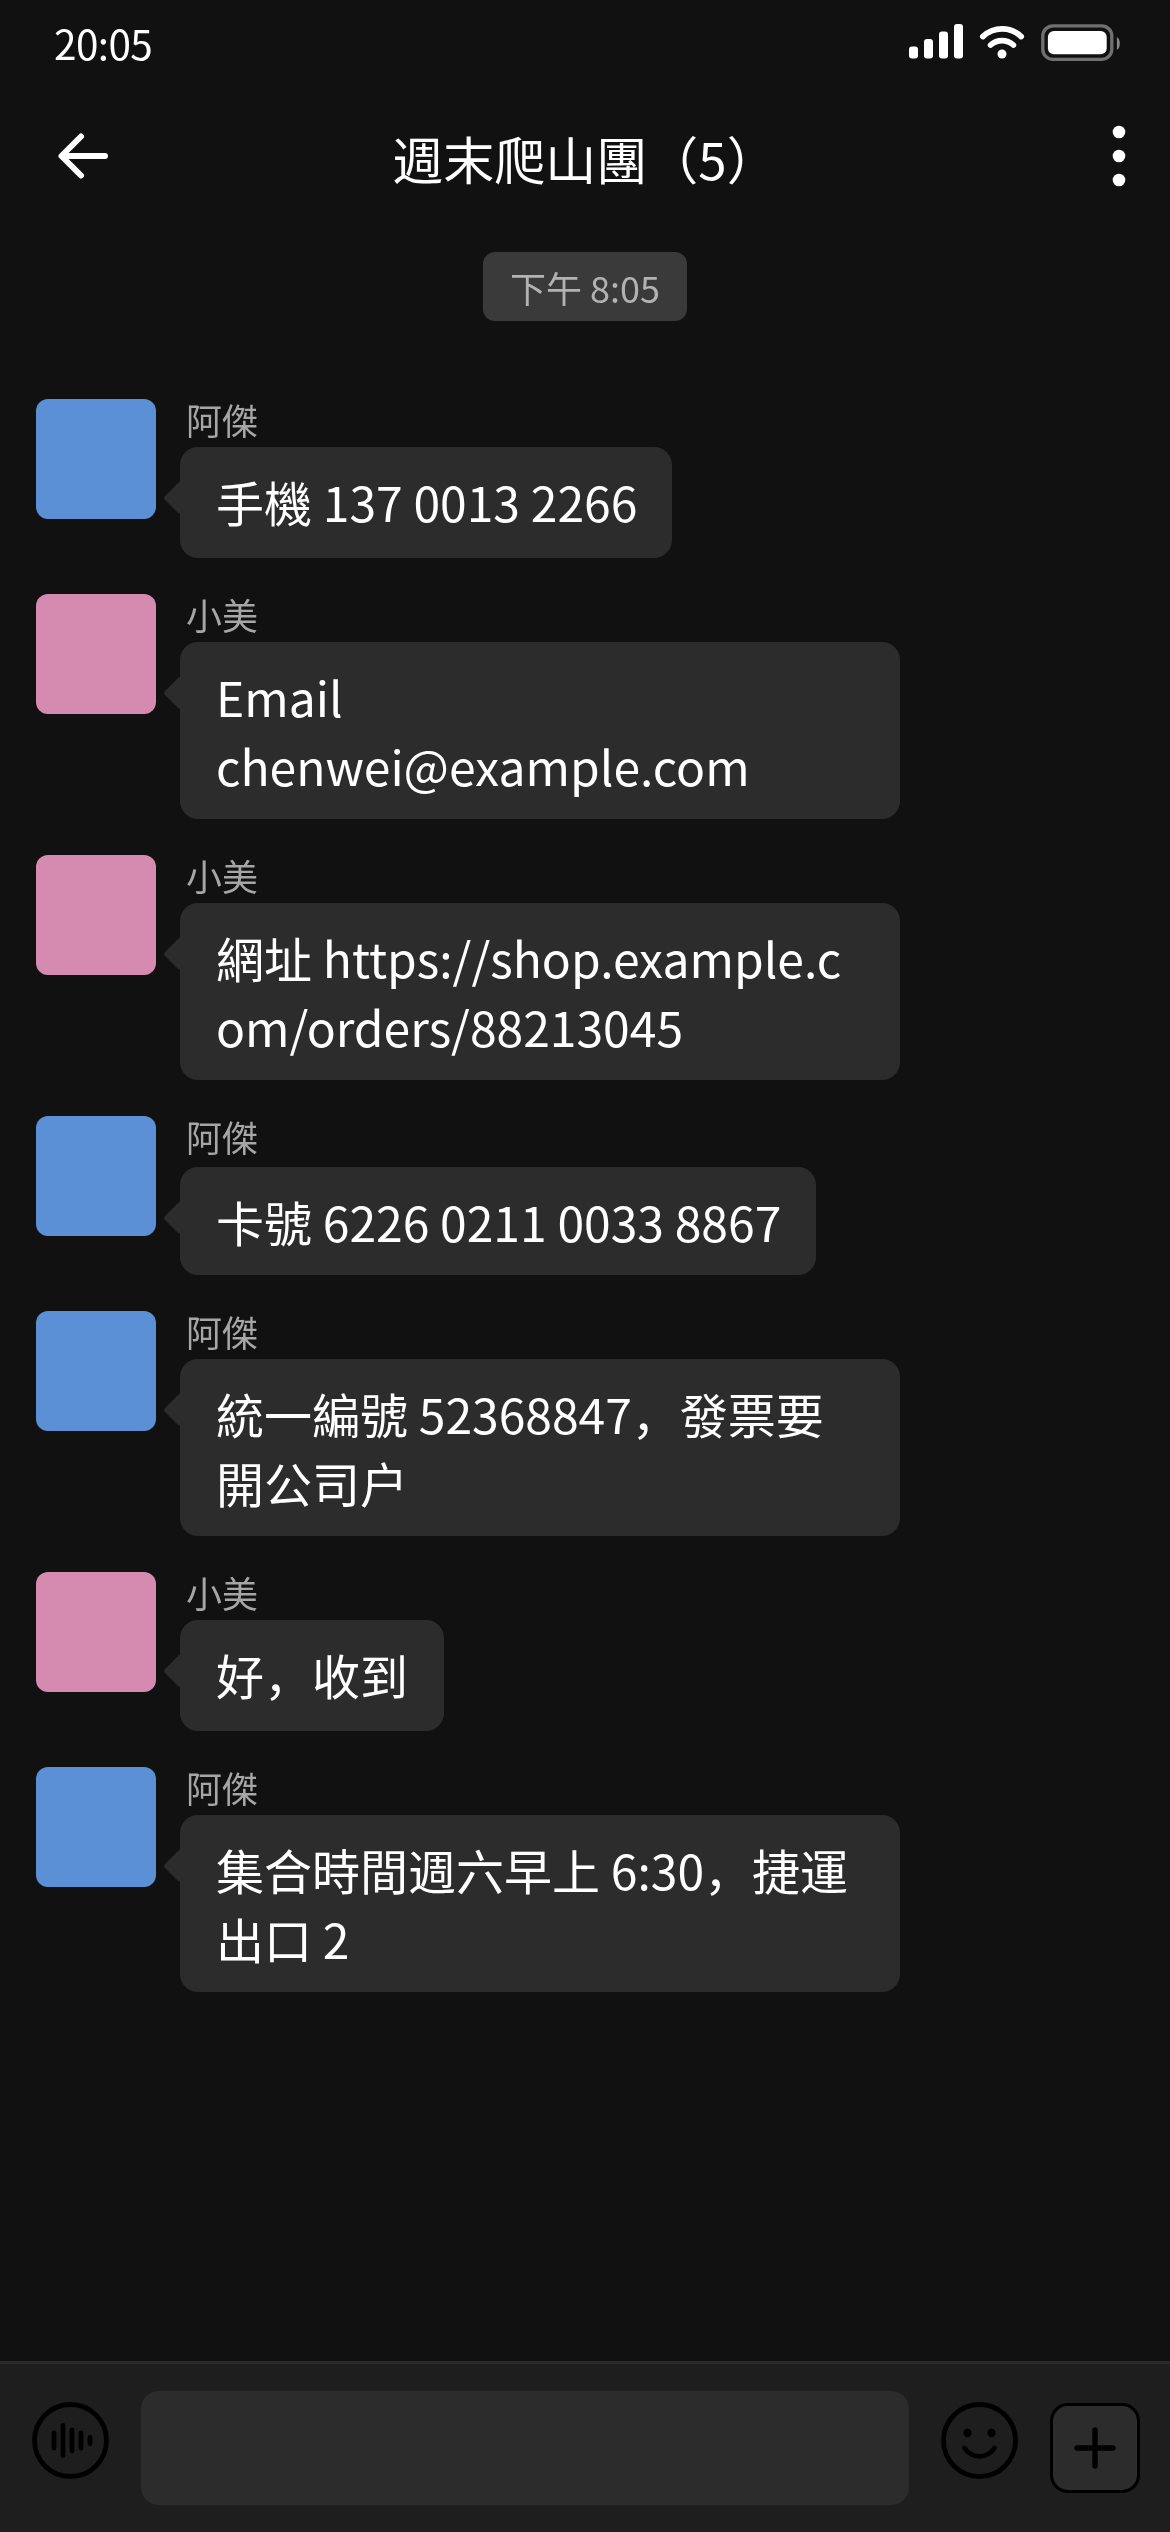 20:05
週末爬山團（5）
下午 8:05
阿傑
手機 137 0013 2266
小美
Email
chenwei@example.com
小美
網址 https://shop.example.c
om/orders/88213045
阿傑
卡號 6226 0211 0033 8867
阿傑
統一編號 52368847，發票要
開公司户
小美
好，收到
阿傑
集合時間週六早上 6:30，捷運
出口 2